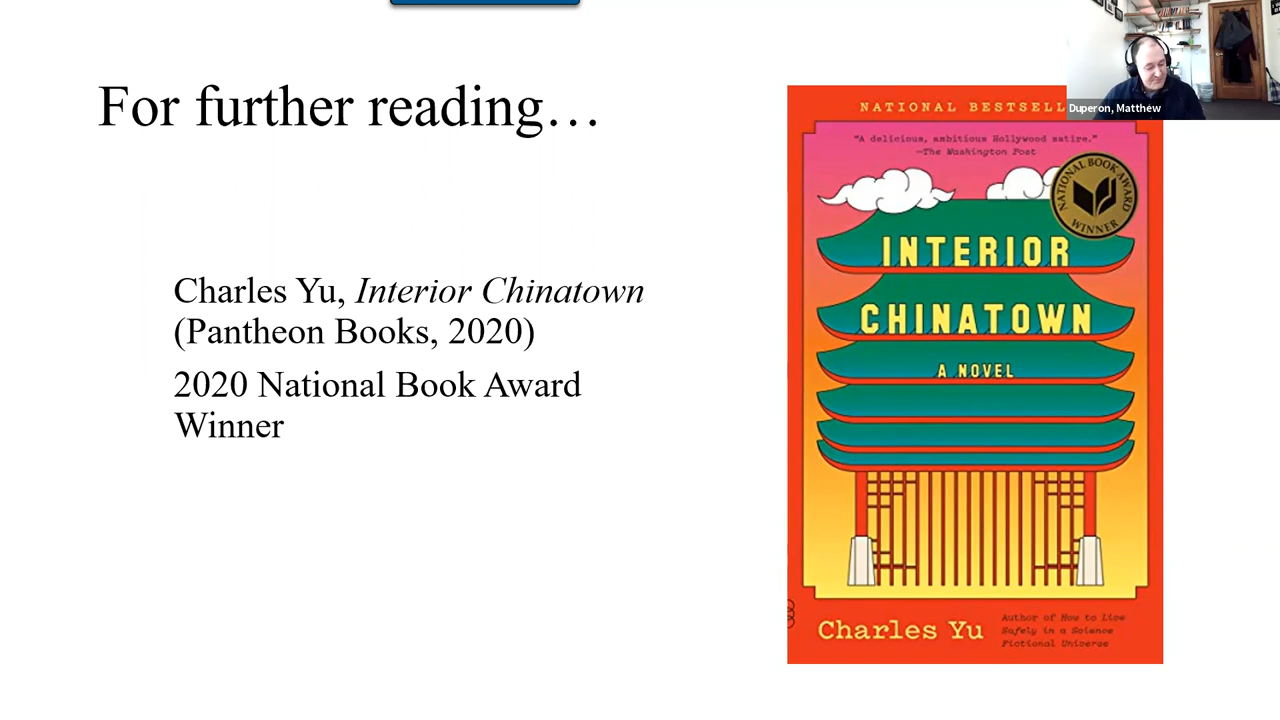 For further reading…
Charles Yu, Interior Chinatown
(Pantheon Books, 2020)
2020 National Book Award
Winner
Duperon, Matthew
NATIONAL BESTSELL
"A delicious, ambitious Hollywood satire."
—The Washington Post
NATIONAL BOOK AWARD
WINNER
INTERIOR
CHINATOWN
A NOVEL
Charles Yu
Author of How to Live
Safely in a Science
Fictional Universe